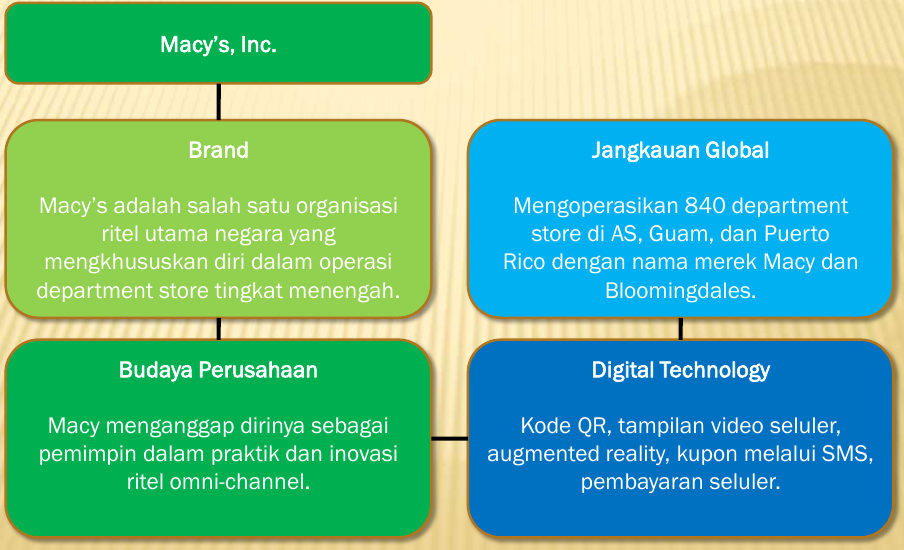 Macy's, Inc.
Brand
Macy's adalah salah satu organisasi
ritel utama negara yang
mengkhususkan diri dalam operasi
department store tingkat menengah.
Budaya Perusahaan
Macy menganggap dirinya sebagai
pemimpin dalam praktik dan inovasi
ritel omni-channel.
Jangkauan Global
Mengoperasikan 840 department
store di AS, Guam, dan Puerto
Rico dengan nama merek Macy dan
Bloomingdales.
Digital Technology
Kode QR, tampilan video seluler,
augmented reality, kupon melalui SMS,
pembayaran seluler.